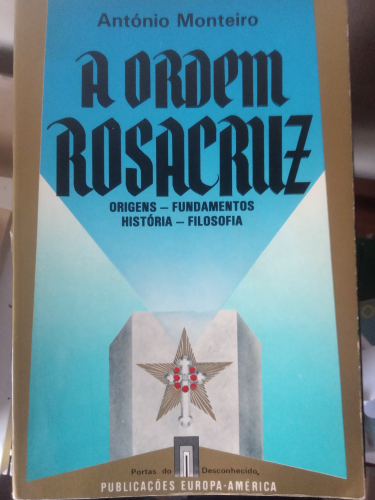 António Monteiro
A ORDEM
ROSACRUZ
ORIGENS – FUNDAMENTOS
HISTÓRIA – FILOSOFIA
Portas do Desconhecido
PUBLICAÇÕES EUROPA-AMÉRICA